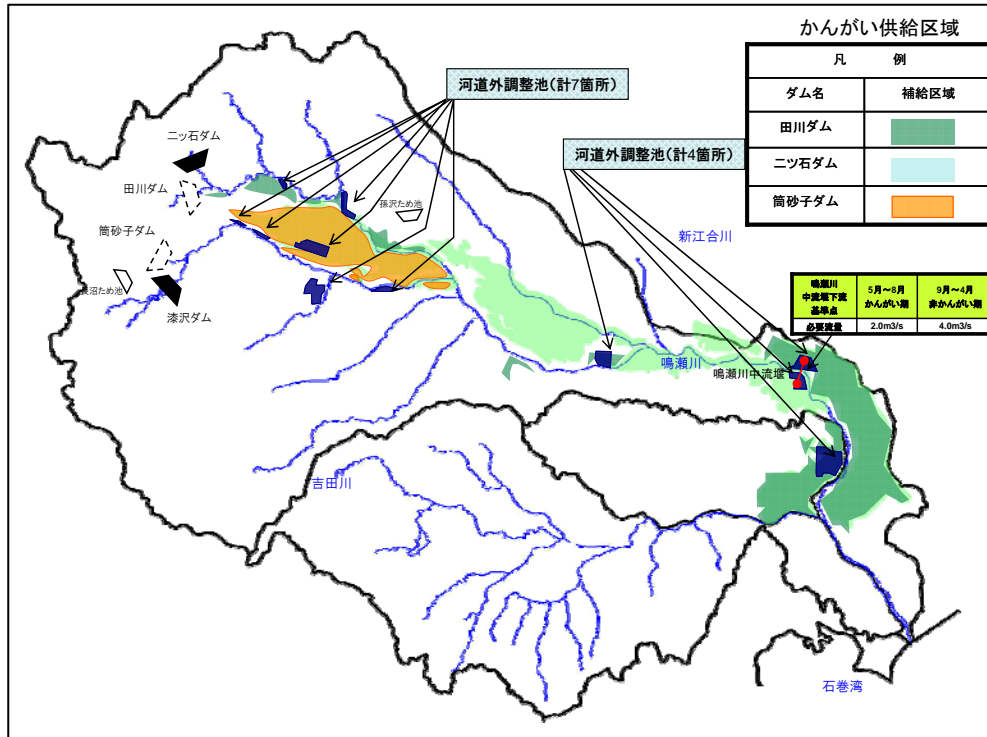 かんがい供給区域
凡 例
ダム名 補給区域
田川ダム
二ツ石ダム
筒砂子ダム
河道外調整池(計7箇所)
河道外調整池(計4箇所)
二ッ石ダム
田川ダム
筒砂子ダム
漆沢ダム
孫沢ため池
沼ため池
新江合川
鳴瀬川
中流堰下流
基準点
5月~8月
かんがい期
9月~4月
非かんがい期
必要流量 2.0m3/s 4.0m3/s
鳴瀬川
鳴瀬川中流堰
吉田川
石巻湾